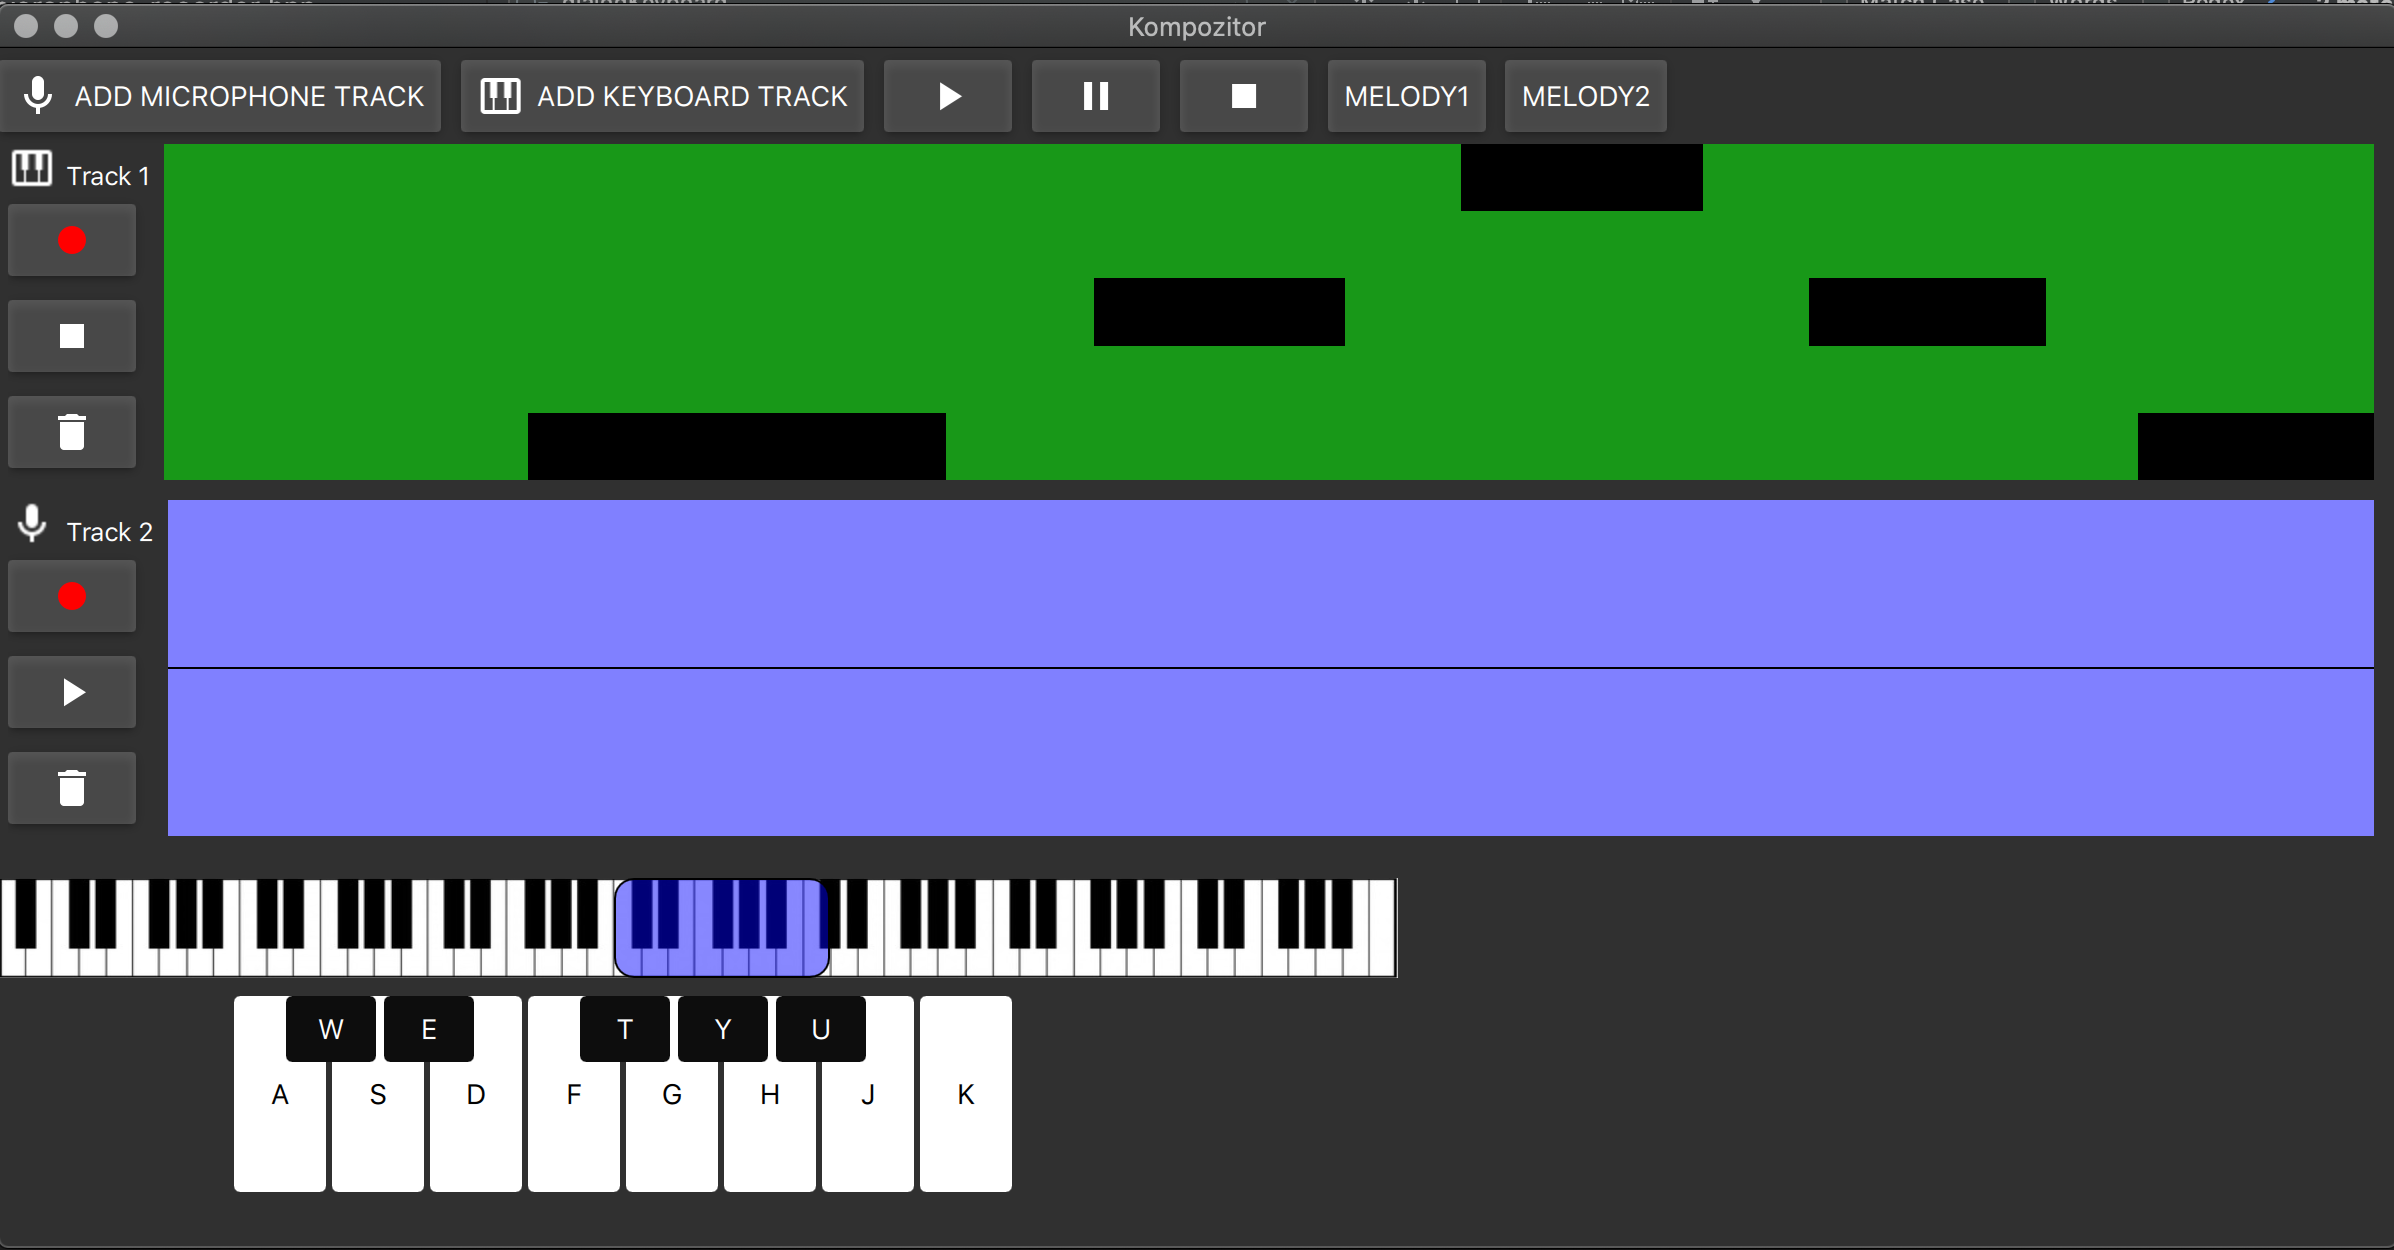 Kompozitor
ADD MICROPHONE TRACK ADD KEYBOARD TRACK MELODY1 MELODY2
Track 1
Track 2
W E T Y U
A S D F G H J K